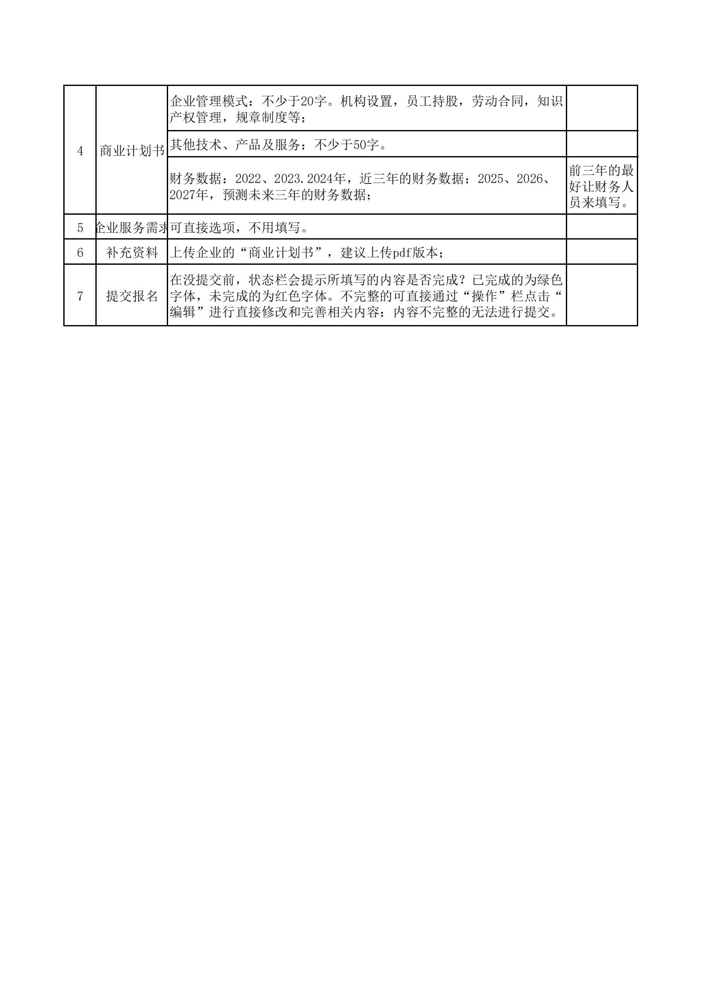 企业管理模式：不少于20字。机构设置，员工持股，劳动合同，知识
产权管理，规章制度等；
4
商业计划书
其他技术、产品及服务：不少于50字。
财务数据：2022、2023.2024年，近三年的财务数据；2025、2026、
2027年，预测未来三年的财务数据；
前三年的最
好让财务人
员来填写。
5
企业服务需求
可直接选项，不用填写。
6
补充资料
上传企业的“商业计划书”，建议上传pdf版本；
7
提交报名
在没提交前，状态栏会提示所填写的内容是否完成？已完成的为绿色
字体，未完成的为红色字体。不完整的可直接通过“操作”栏点击“
编辑”进行直接修改和完善相关内容；内容不完整的无法进行提交。